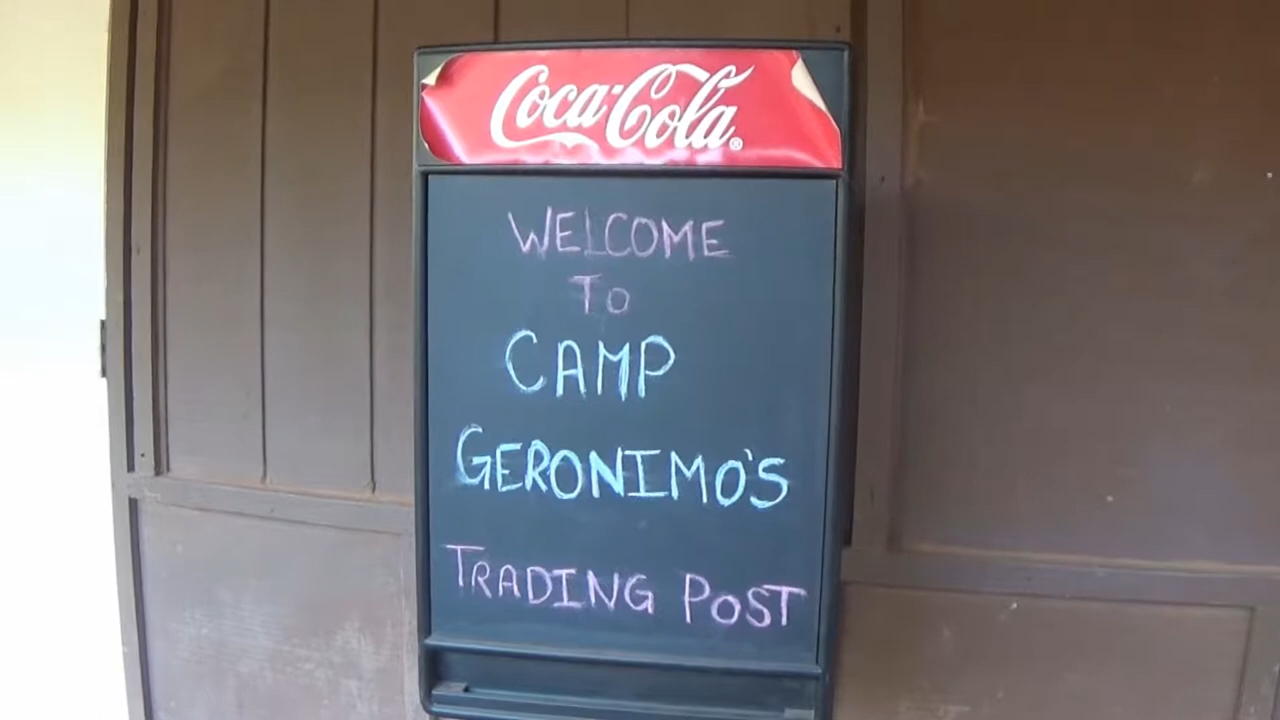 Coca-Cola®
WELCOME
TO
CAMP
GERONIMO'S
TRADING POST